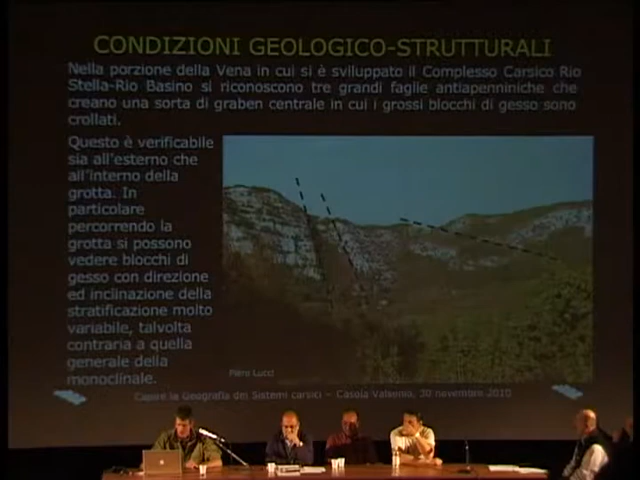 CONDIZIONI GEOLOGICO-STRUTTURALI
Nella porzione della Vena in cui si è sviluppato il Complesso Carsico Rio
Stella-Rio Basino si riconoscono tre grandi faglie antiapenniniche che
creano una sorta di graben centrale in cui i grossi blocchi di gesso sono
crollati.
Questo è verificabile
sia all'esterno che
all'interno della
grotta. In
particolare
percorrendo la
grotta si possono
vedere blocchi di
gesso con direzione
ed inclinazione della
stratificazione molto
variabile, talvolta
contraria a quella
generale della
monoclinale.
Piero Lucci
Capire la Geografia dei Sistemi carsici – Casola Valsenio, 30 novembre 2010